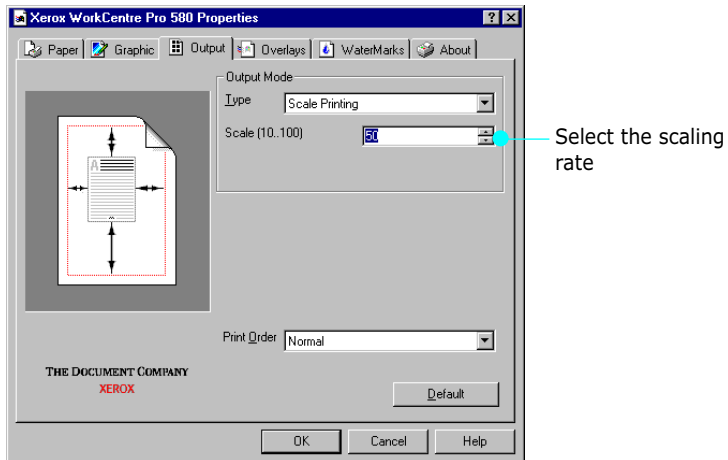 Xerox WorkCentre Pro 580 Properties
Paper Graphic Output Overlays WaterMarks About
Output Mode
Type Scale Printing
Scale (10..100) 50
Select the scaling
rate
A
Print Order Normal
THE DOCUMENT COMPANY
XEROX
Default
OK Cancel Help